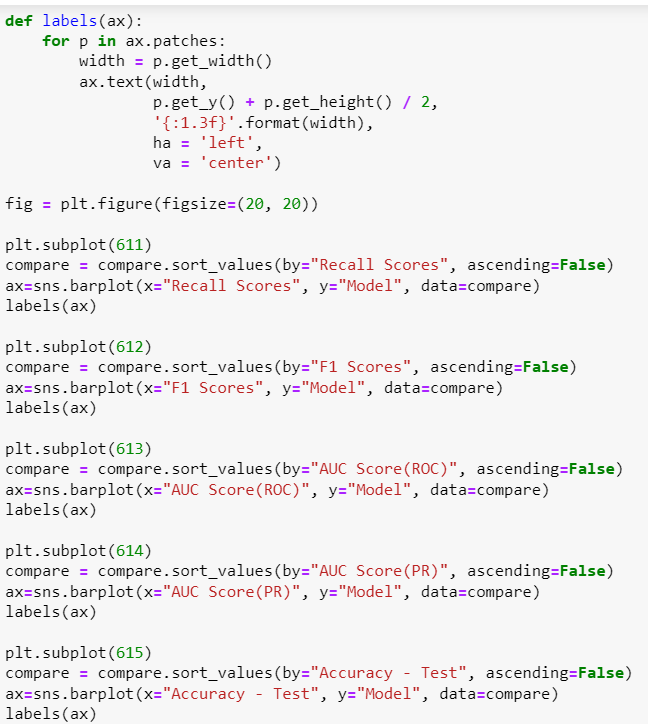 def labels(ax):
    for p in ax.patches:
        width = p.get_width()
        ax.text(width,
                p.get_y() + p.get_height() / 2,
                '{:1.3f}'.format(width),
                ha = 'left',
                va = 'center')

fig = plt.figure(figsize=(20, 20))

plt.subplot(611)
compare = compare.sort_values(by="Recall Scores", ascending=False)
ax=sns.barplot(x="Recall Scores", y="Model", data=compare)
labels(ax)

plt.subplot(612)
compare = compare.sort_values(by="F1 Scores", ascending=False)
ax=sns.barplot(x="F1 Scores", y="Model", data=compare)
labels(ax)

plt.subplot(613)
compare = compare.sort_values(by="AUC Score(ROC)", ascending=False)
ax=sns.barplot(x="AUC Score(ROC)", y="Model", data=compare)
labels(ax)

plt.subplot(614)
compare = compare.sort_values(by="AUC Score(PR)", ascending=False)
ax=sns.barplot(x="AUC Score(PR)", y="Model", data=compare)
labels(ax)

plt.subplot(615)
compare = compare.sort_values(by="Accuracy - Test", ascending=False)
ax=sns.barplot(x="Accuracy - Test", y="Model", data=compare)
labels(ax)